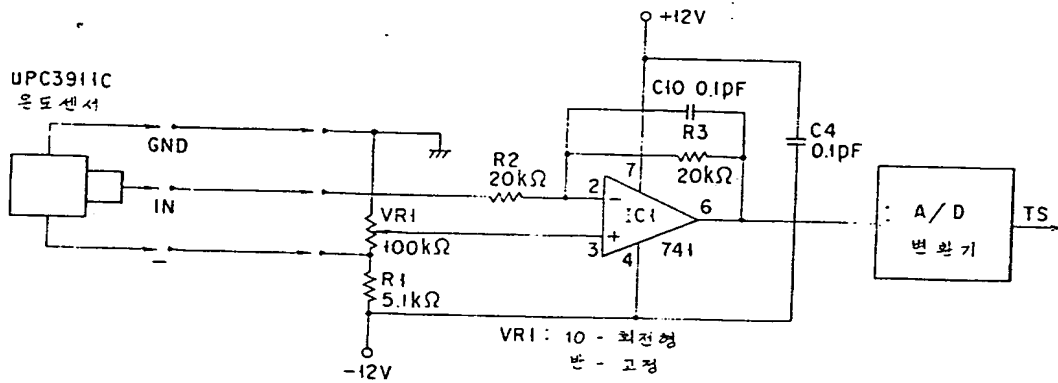 +12V
UPC3911C
온도센서
C10 0.1pF
GND
R3
C4
0.1pF
R2
20kΩ
7
20kΩ
IN
2
-
IC1
6
A/D
변환기
TS
VR1
100kΩ
+
3
4
741
-
R1
5.1kΩ
VR1: 10 - 회전형
반 - 고정
-12V